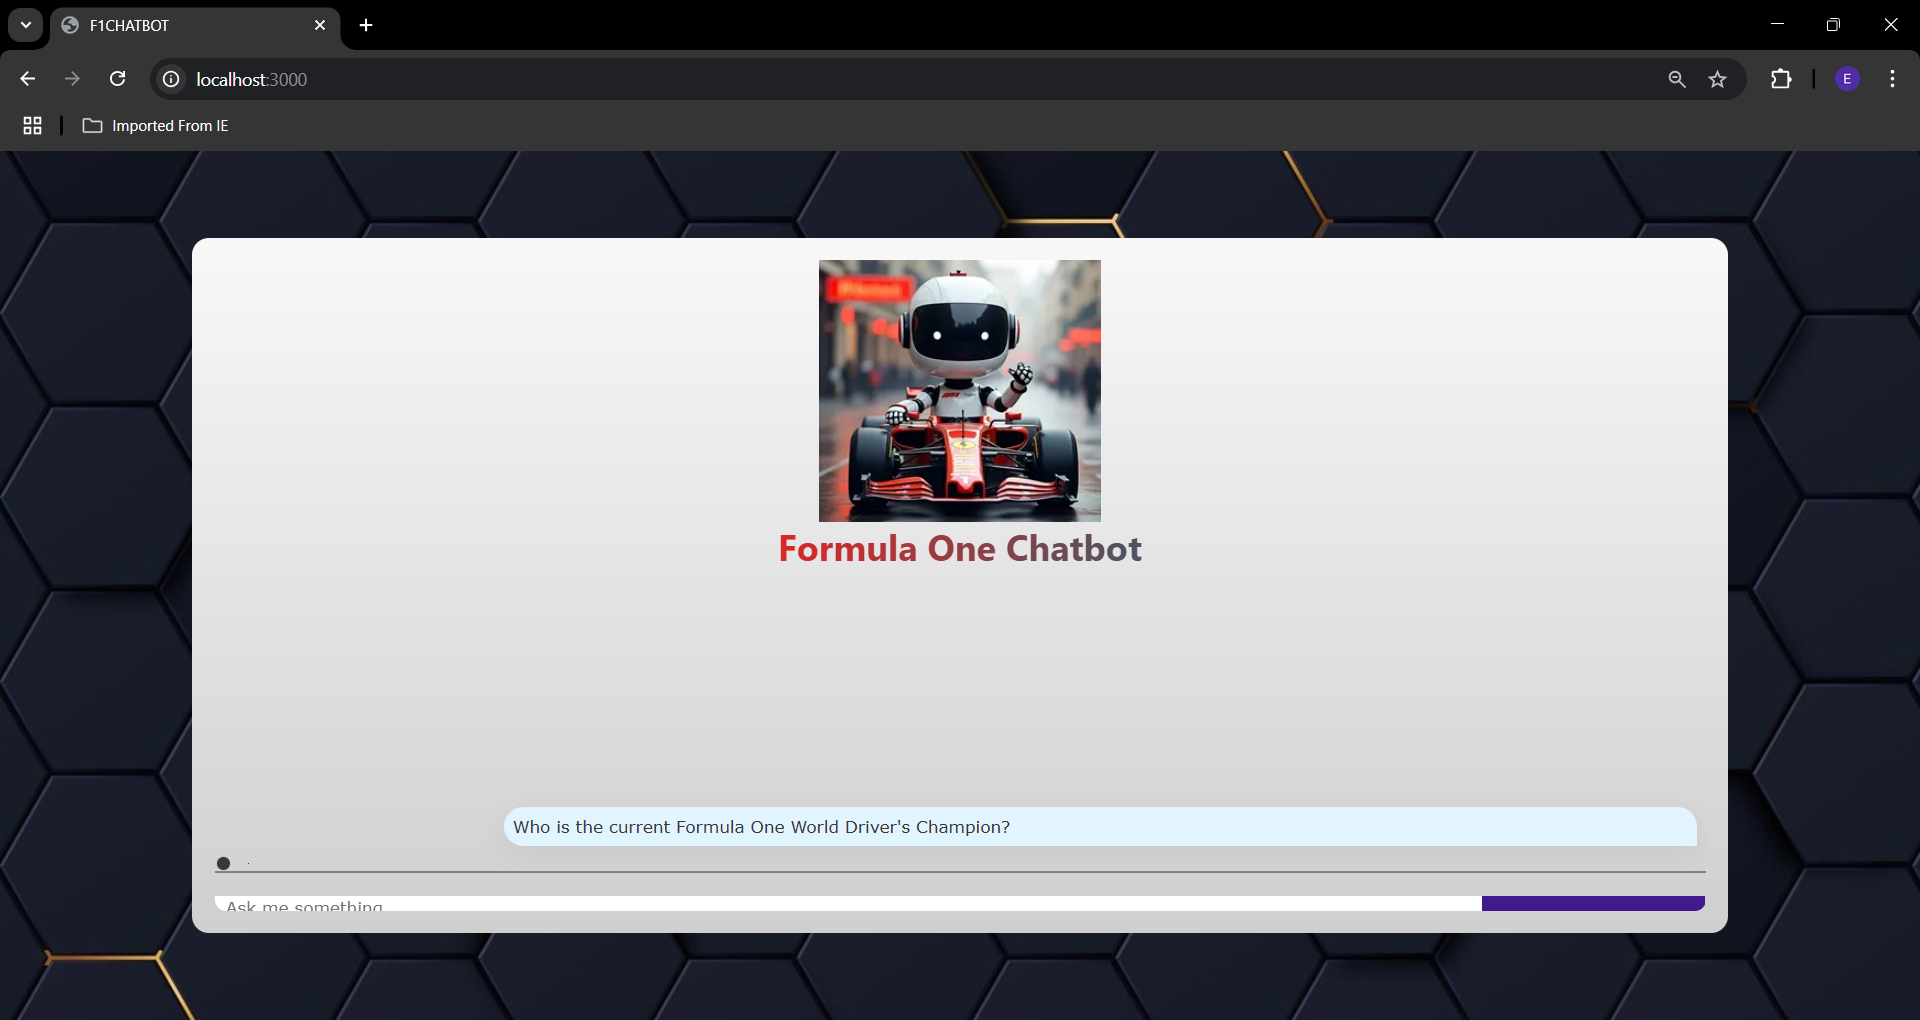 F1CHATBOT
localhost:3000
E
Imported From IE
Formula One Chatbot
Who is the current Formula One World Driver's Champion?
Ask me something